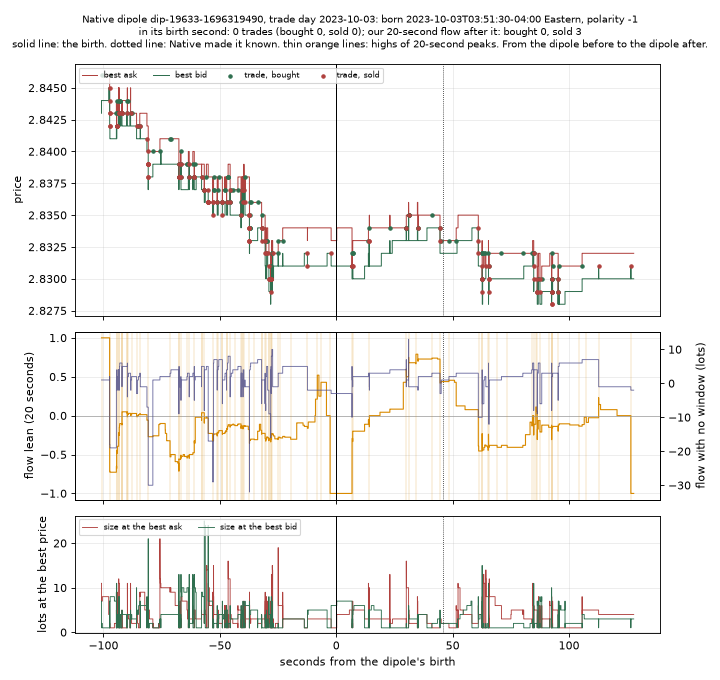 Native dipole dip-19633-1696319490, trade day 2023-10-03: born 2023-10-03T03:51:30-04:00 Eastern, polarity -1
in its birth second: 0 trades (bought 0, sold 0); our 20-second flow after it: bought 0, sold 3
solid line: the birth. dotted line: Native made it known. thin orange lines: highs of 20-second peaks. From the dipole before to the dipole after.
best ask best bid trade, bought trade, sold
2.8450
2.8425
2.8400
2.8375
2.8350
2.8325
2.8300
2.8275
price
1.0
0.5
0.0
−0.5
−1.0
flow lean (20 seconds)
10
0
−10
−20
−30
flow with no window (lots)
size at the best ask size at the best bid
20
10
0
lots at the best price
−100 −50 0 50 100
seconds from the dipole's birth